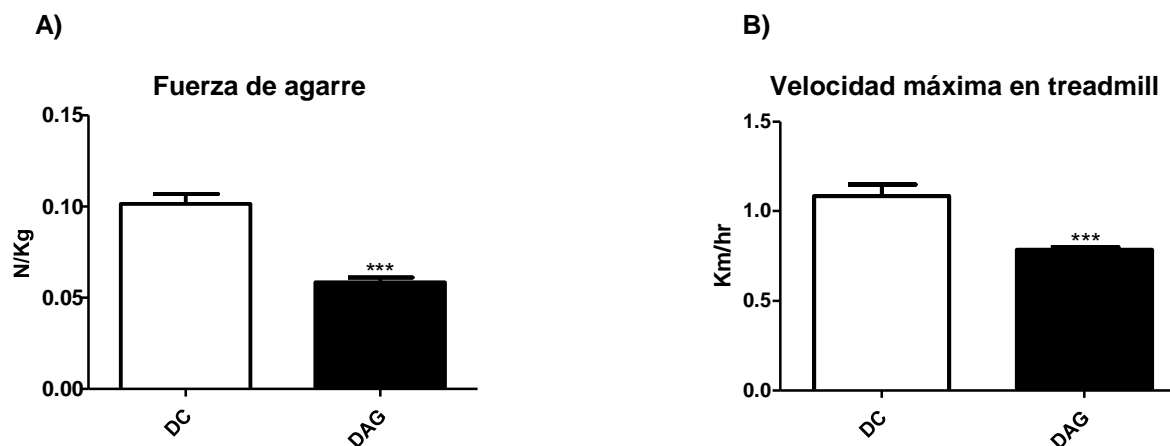 A)
Fuerza de agarre
0.15
0.10
0.05
0.00
N/Kg
***
DC
DAG
B)
Velocidad máxima en treadmill
1.5
1.0
0.5
0.0
Km/hr
***
DC
DAG